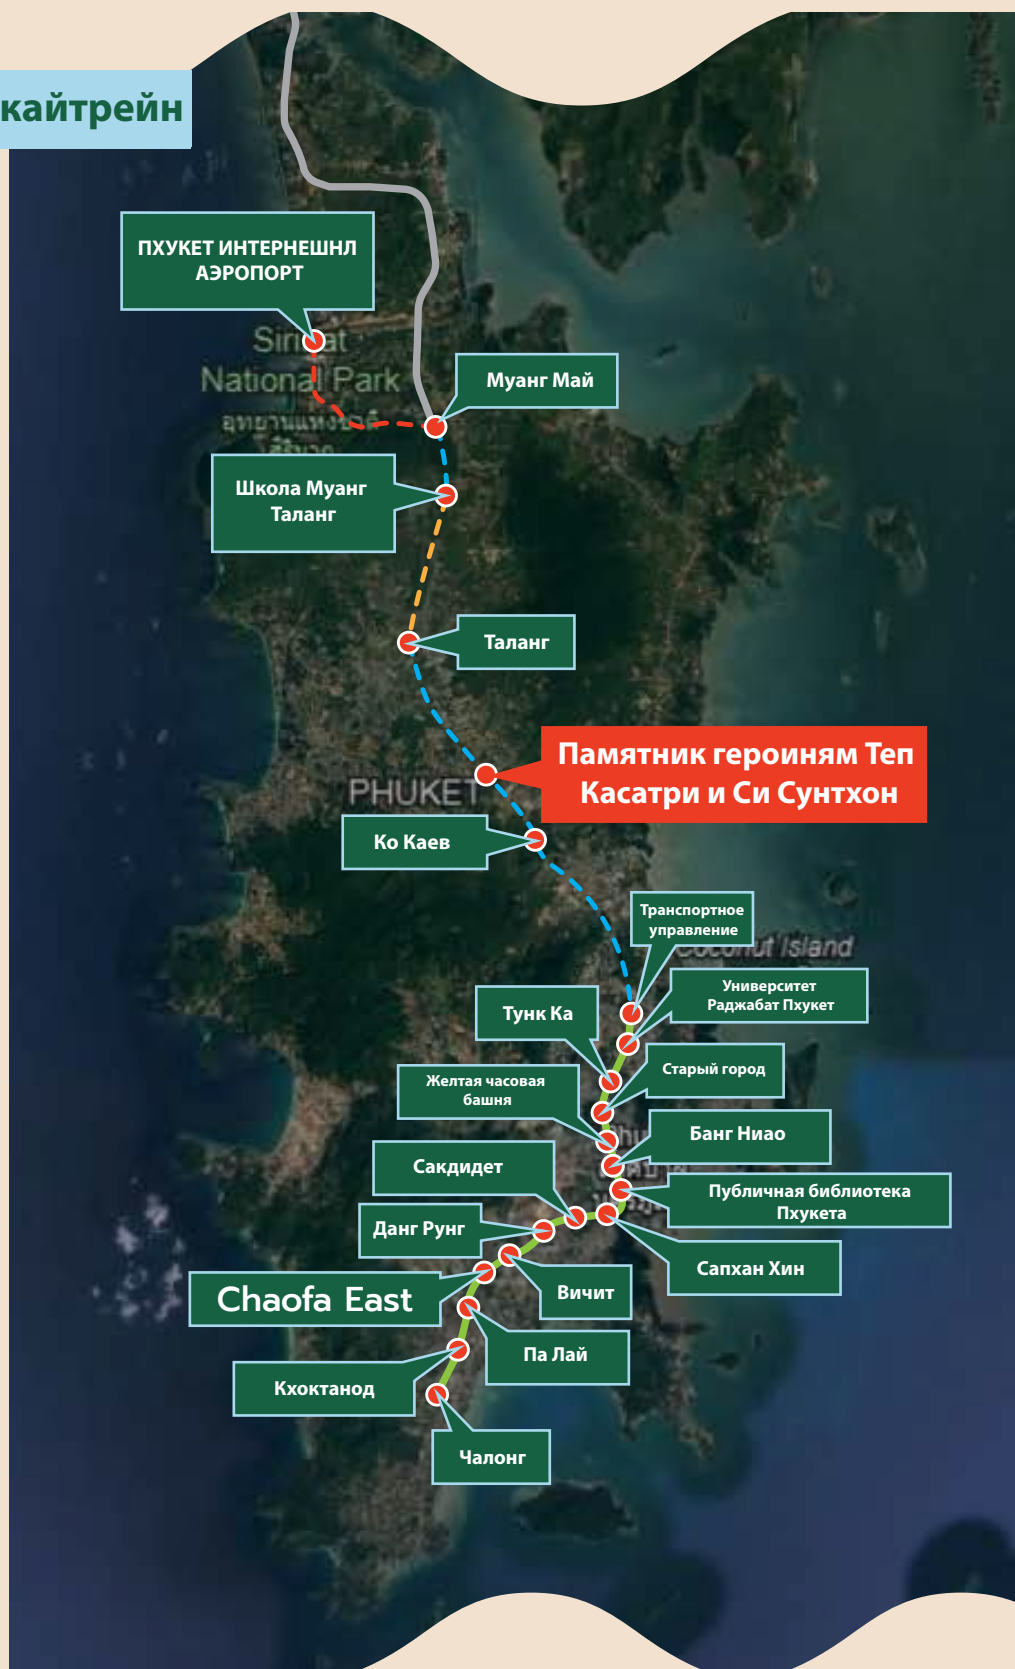 кайтрейн
ПХУКЕТ ИНТЕРНЕШНЛ
АЭРОПОРТ
National Park
Муанг Май
Школа Муанг
Таланг
Таланг
Памятник героиням Теп
Касатри и Си Сунтхон
PHUKET
Ко Каев
Транспортное
управление
Coconut Island
Университет
Раджабат Пхукет
Тунк Ка
Старый город
Желтая часовая
башня
Банг Ниао
Сакдидет
Публичная библиотека
Пхукета
Данг Рунг
Сапхан Хин
Chaofa East
Вичит
Па Лай
Кхоктанод
Чалонг